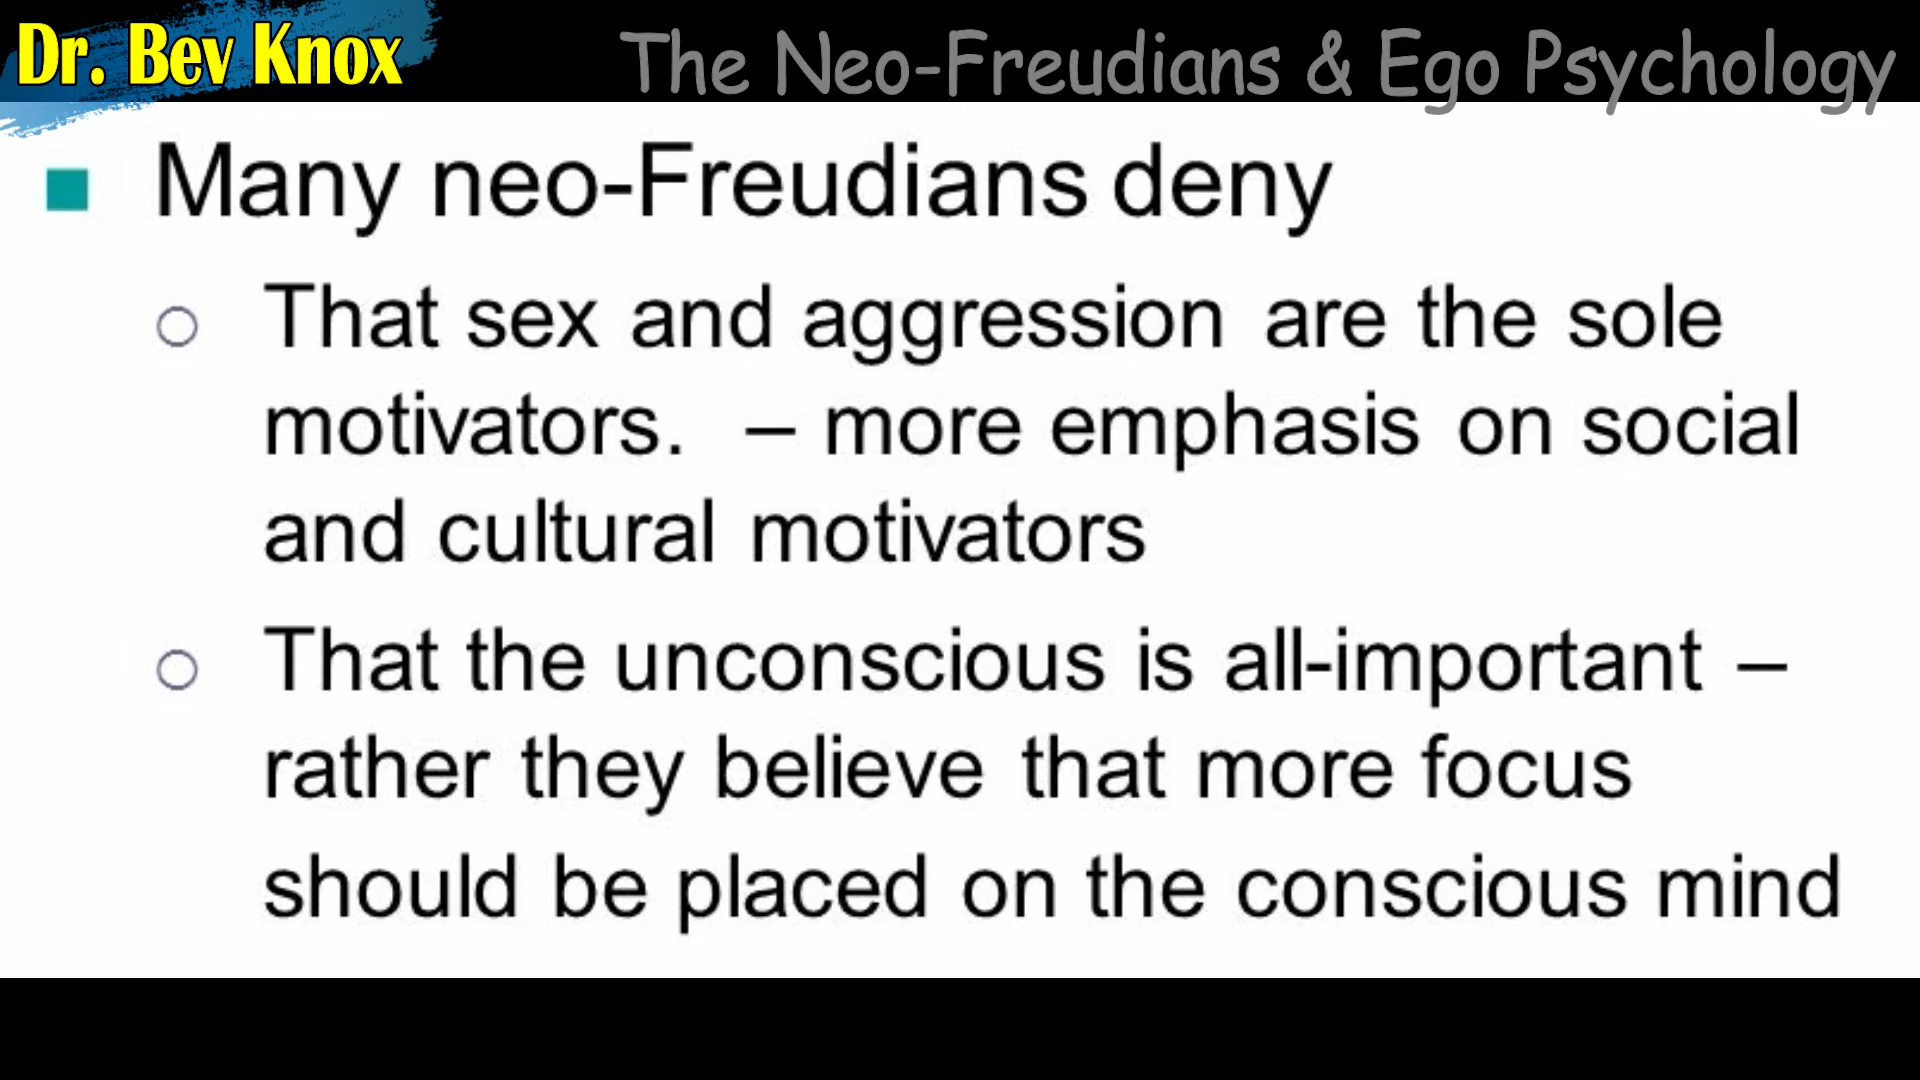 Dr. Bev Knox
The Neo-Freudians & Ego Psychology
Many neo-Freudians deny
That sex and aggression are the sole
motivators. – more emphasis on social
and cultural motivators
That the unconscious is all-important –
rather they believe that more focus
should be placed on the conscious mind